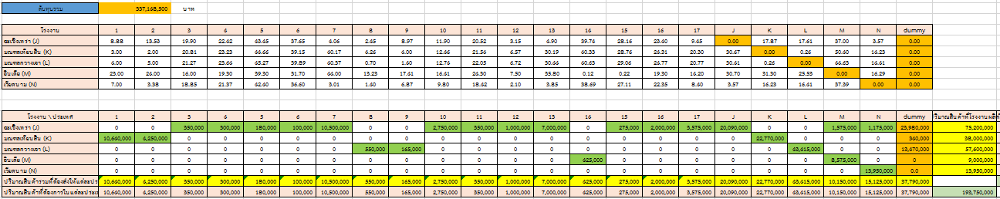 ต้นทุนรวม 337,168,500 บาท
โรงงาน 1 2 3 6 5 6 7 8 9 10 11 12 13 16 15 16 17 J K L M N dummy
ฉะเชิงเทรา (J) 8.88 13.53 19.90 22.62 63.65 37.65 6.06 2.65 8.97 11.90 20.52 3.15 6.90 39.76 28.16 23.60 9.65 0.00 17.87 17.61 37.00 3.57 0.00
มณฑลเทียนสิน (K) 3.00 2.00 20.81 23.23 66.66 39.15 60.17 6.26 6.00 12.66 21.56 6.57 30.19 60.33 28.76 26.31 20.30 30.67 0.00 0.26 50.60 16.23 0.00
มณฑลกวางเจา (L) 6.00 5.00 21.27 23.66 65.27 39.89 60.37 0.70 1.60 12.76 22.05 6.72 30.66 60.63 29.06 26.77 20.77 30.61 0.26 0.00 66.63 16.61 0.00
อินเดีย (M) 23.00 26.00 16.00 19.30 39.30 31.70 66.00 13.23 17.61 16.61 26.30 7.50 35.80 0.12 0.22 19.30 16.20 30.70 31.30 25.53 0.00 16.29 0.00
เวียดนาม (N) 7.00 3.38 18.85 21.37 62.60 36.60 3.01 1.60 6.87 9.80 18.62 2.10 3.85 38.69 27.11 22.35 8.60 3.57 16.23 16.61 37.39 0.00 0.00
โรงงาน \ ประเทศ 1 2 3 6 5 6 7 8 9 10 11 12 13 16 15 16 17 J K L M N dummy ริมาณสินค้าที่โรงงานผลิต
ฉะเชิงเทรา (J) 0 0 350,000 300,000 180,000 100,000 10,500,000 0 0 2,750,000 350,000 1,000,000 7,000,000 0 275,000 2,000,000 3,575,000 20,090,000 0 0 1,575,000 1,175,000 23,980,000 75,200,000
มณฑลเทียนสิน (K) 10,660,000 6,250,000 0 0 0 0 0 0 0 0 0 0 0 0 0 0 0 0 22,770,000 0 0 0 360,000 38,000,000
มณฑลกวางเจา (L) 0 0 0 0 0 0 0 550,000 165,000 0 0 0 0 0 0 0 0 0 0 63,615,000 0 0 13,670,000 57,600,000
อินเดีย (M) 0 0 0 0 0 0 0 0 0 0 0 0 0 625,000 0 0 0 0 0 0 8,575,000 0 0 9,000,000
เวียดนาม (N) 0 0 0 0 0 0 0 0 0 0 0 0 0 0 0 0 0 0 0 0 0 13,950,000 0.0 13,950,000
ปริมาณสินค้ารวมที่ต้องส่งให้แต่ละประ 10,660,000 6,250,000 350,000 300,000 180,000 100,000 10,500,000 550,000 165,000 2,750,000 350,000 1,000,000 7,000,000 625,000 275,000 2,000,000 3,575,000 20,090,000 22,770,000 63,615,000 10,150,000 15,125,000 37,790,000
ปริมาณสินค้าที่ต้องการในแต่ละประเท 10,660,000 6,250,000 350,000 300,000 180,000 100,000 10,500,000 550,000 165,000 2,750,000 350,000 1,000,000 7,000,000 625,000 275,000 2,000,000 3,575,000 20,090,000 22,770,000 63,615,000 10,150,000 15,125,000 37,790,000 193,750,000